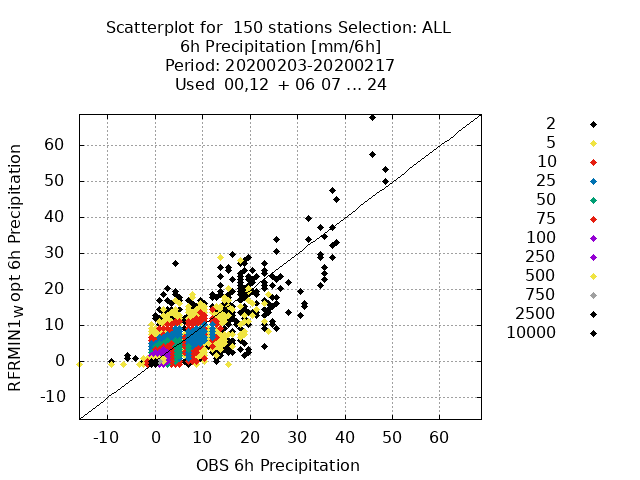 Scatterplot for 150 stations Selection: ALL
6h Precipitation [mm/6h]
Period: 20200203-20200217
Used 00,12 + 06 07 ... 24
RFRMIN1W opt 6h Precipitation
60
50
40
30
20
10
0
-10
-10 0 10 20 30 40 50 60
OBS 6h Precipitation
2
5
10
25
50
75
100
250
500
750
2500
10000